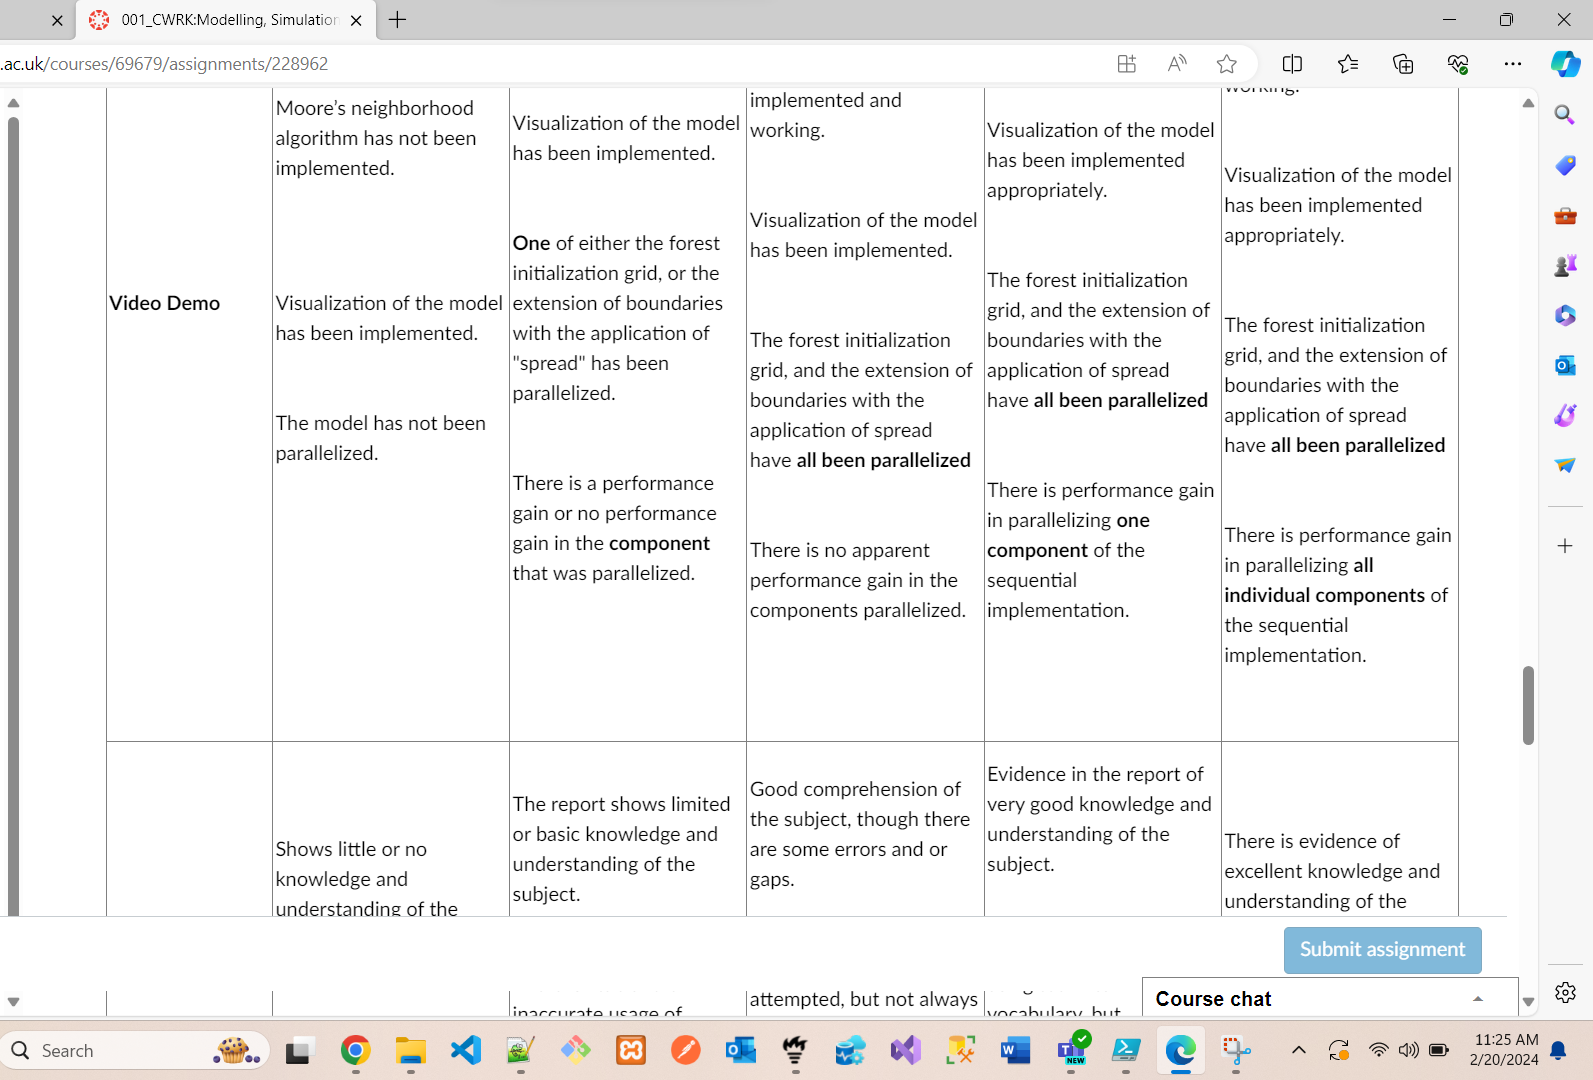 001_CWRK:Modelling, Simulation
.ac.uk/courses/69679/assignments/228962
Video Demo
Moore's neighborhood
algorithm has not been
implemented.
Visualization of the model
has been implemented.
The model has not been
parallelized.
Visualization of the model
has been implemented.
One of either the forest
initialization grid, or the
extension of boundaries
with the application of
"spread" has been
parallelized.
There is a performance
gain or no performance
gain in the component
that was parallelized.
implemented and
working.
Visualization of the model
has been implemented.
The forest initialization
grid, and the extension of
boundaries with the
application of spread
have all been parallelized
There is no apparent
performance gain in the
components parallelized.
Visualization of the model
has been implemented
appropriately.
The forest initialization
grid, and the extension of
boundaries with the
application of spread
have all been parallelized
There is performance gain
in parallelizing one
component of the
sequential
implementation.
working.
Visualization of the model
has been implemented
appropriately.
The forest initialization
grid, and the extension of
boundaries with the
application of spread
have all been parallelized
There is performance gain
in parallelizing all
individual components of
the sequential
implementation.
Shows little or no
knowledge and
understanding of the
The report shows limited
or basic knowledge and
understanding of the
subject.
Good comprehension of
the subject, though there
are some errors and or
gaps.
Evidence in the report of
very good knowledge and
understanding of the
subject.
There is evidence of
excellent knowledge and
understanding of the
Submit assignment
inaccurate usage of
attempted, but not always
vocabulary, but
Course chat
Search
NEW
11:25 AM
2/20/2024